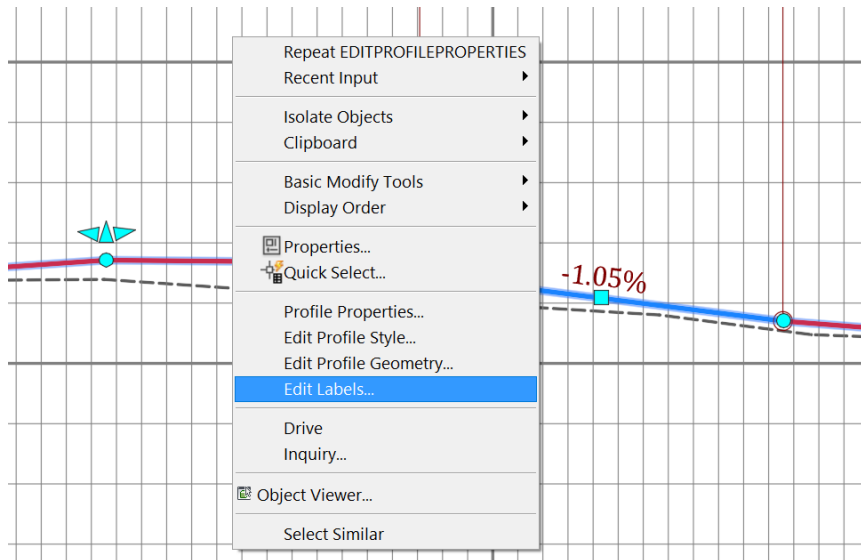 Repeat EDITPROFILEPROPERTIES
Recent Input
Isolate Objects
Clipboard
Basic Modify Tools
Display Order
Properties...
Quick Select...
-1.05%
Profile Properties...
Edit Profile Style...
Edit Profile Geometry...
Edit Labels...
Drive
Inquiry...
Object Viewer...
Select Similar